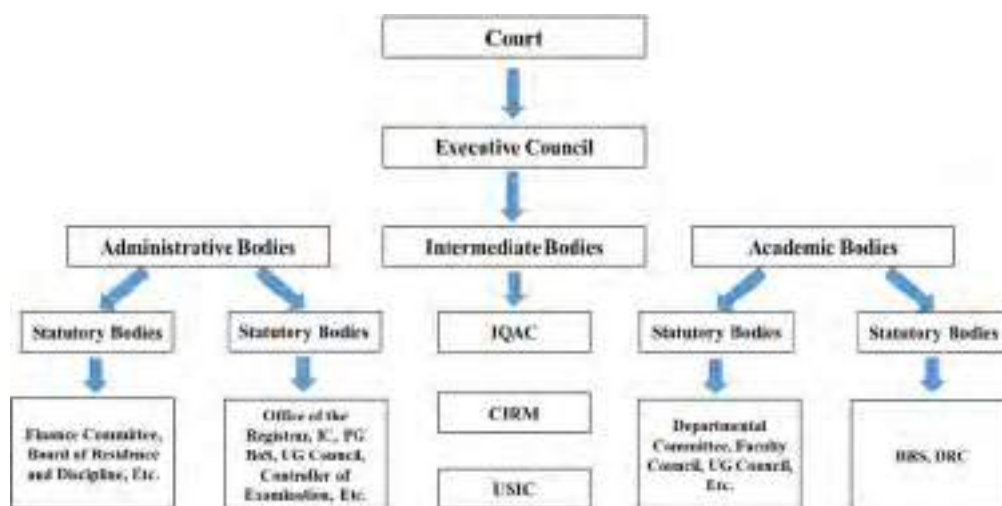 Court
Executive Council
Administrative Bodies
Intermediate Bodies
Academic Bodies
Statutory Bodies
Statutory Bodies
IQAC
Statutory Bodies
Statutory Bodies
Finance Committee,
Board of Residence
and Discipline, Etc.
Office of the
Registrar, IC, PG
BoS, UG Council,
Controller of
Examination, Etc.
CIRM
USIC
Departmental
Committee, Faculty
Council, UG Council,
Etc.
BRS, DRC